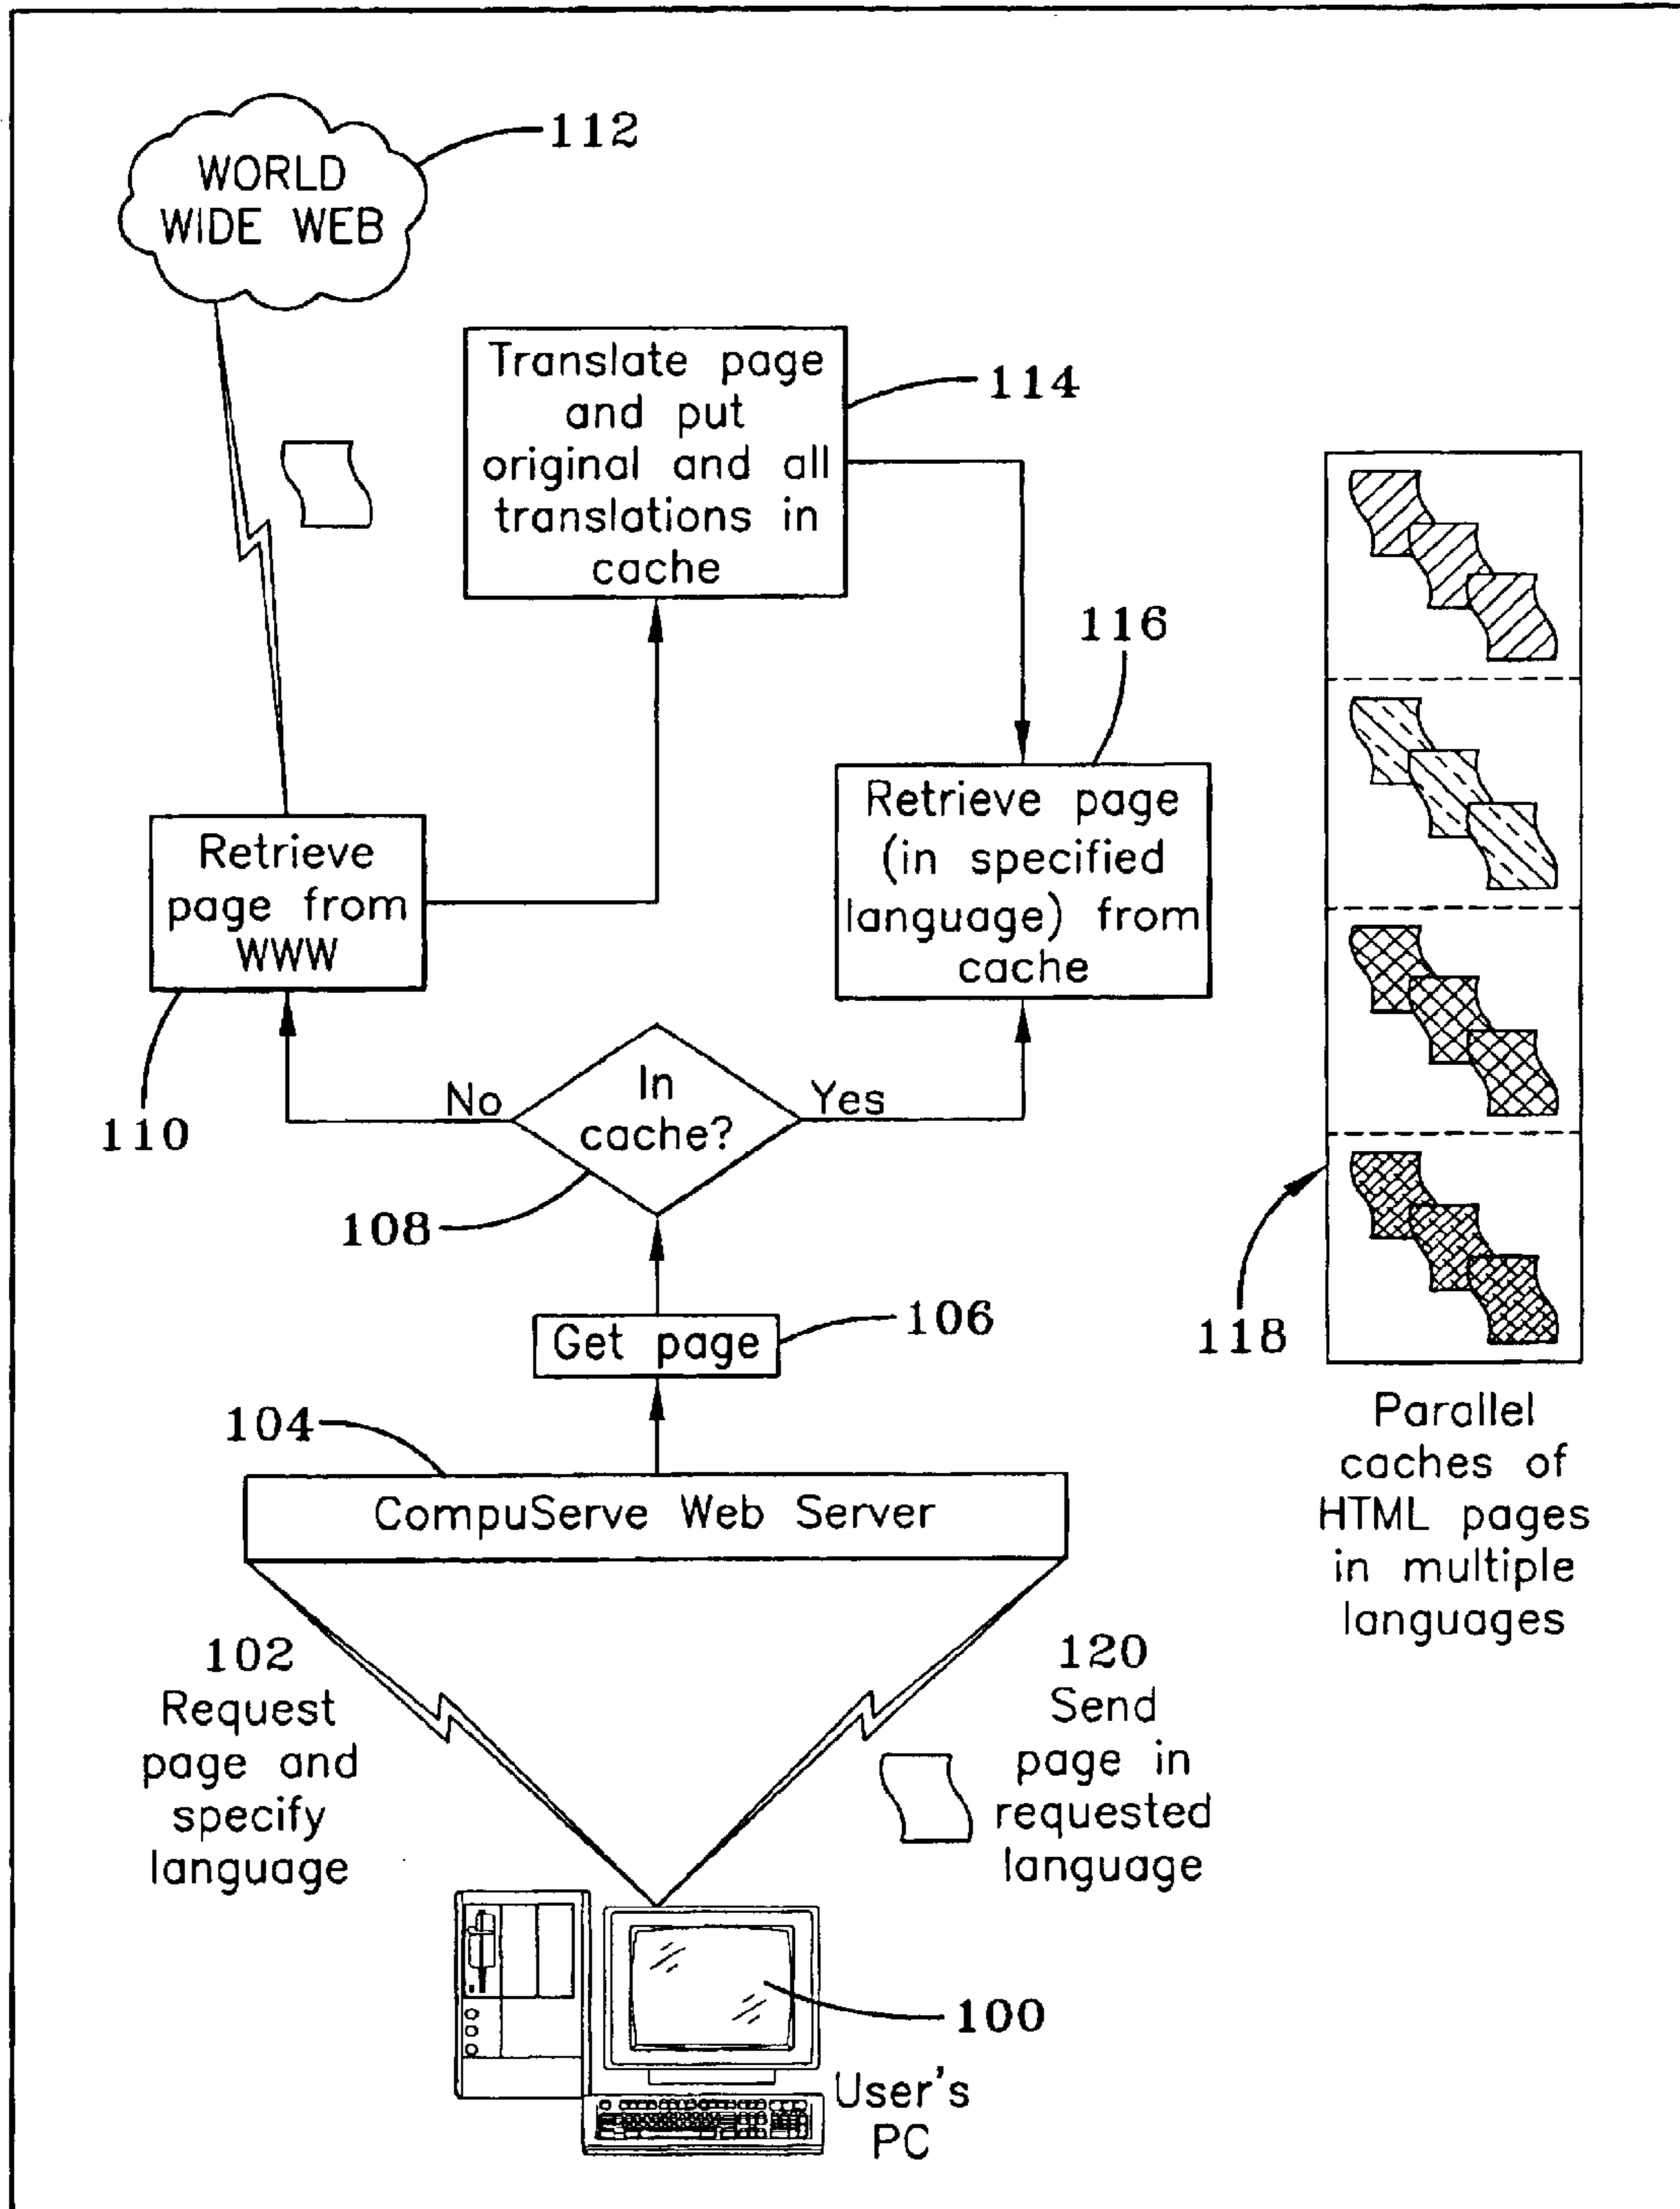 112
WORLD
WIDE WEB
Translate page
and put
original and all
translations in
cache
114
116
Retrieve
page from
WWW
Retrieve page
(in specified
language) from
cache
110
No
In
cache?
Yes
108
118
Get page
106
Parallel
caches of
HTML pages
in multiple
languages
104
CompuServe Web Server
102
Request
page and
specify
language
120
Send
page in
requested
language
100
User's
PC